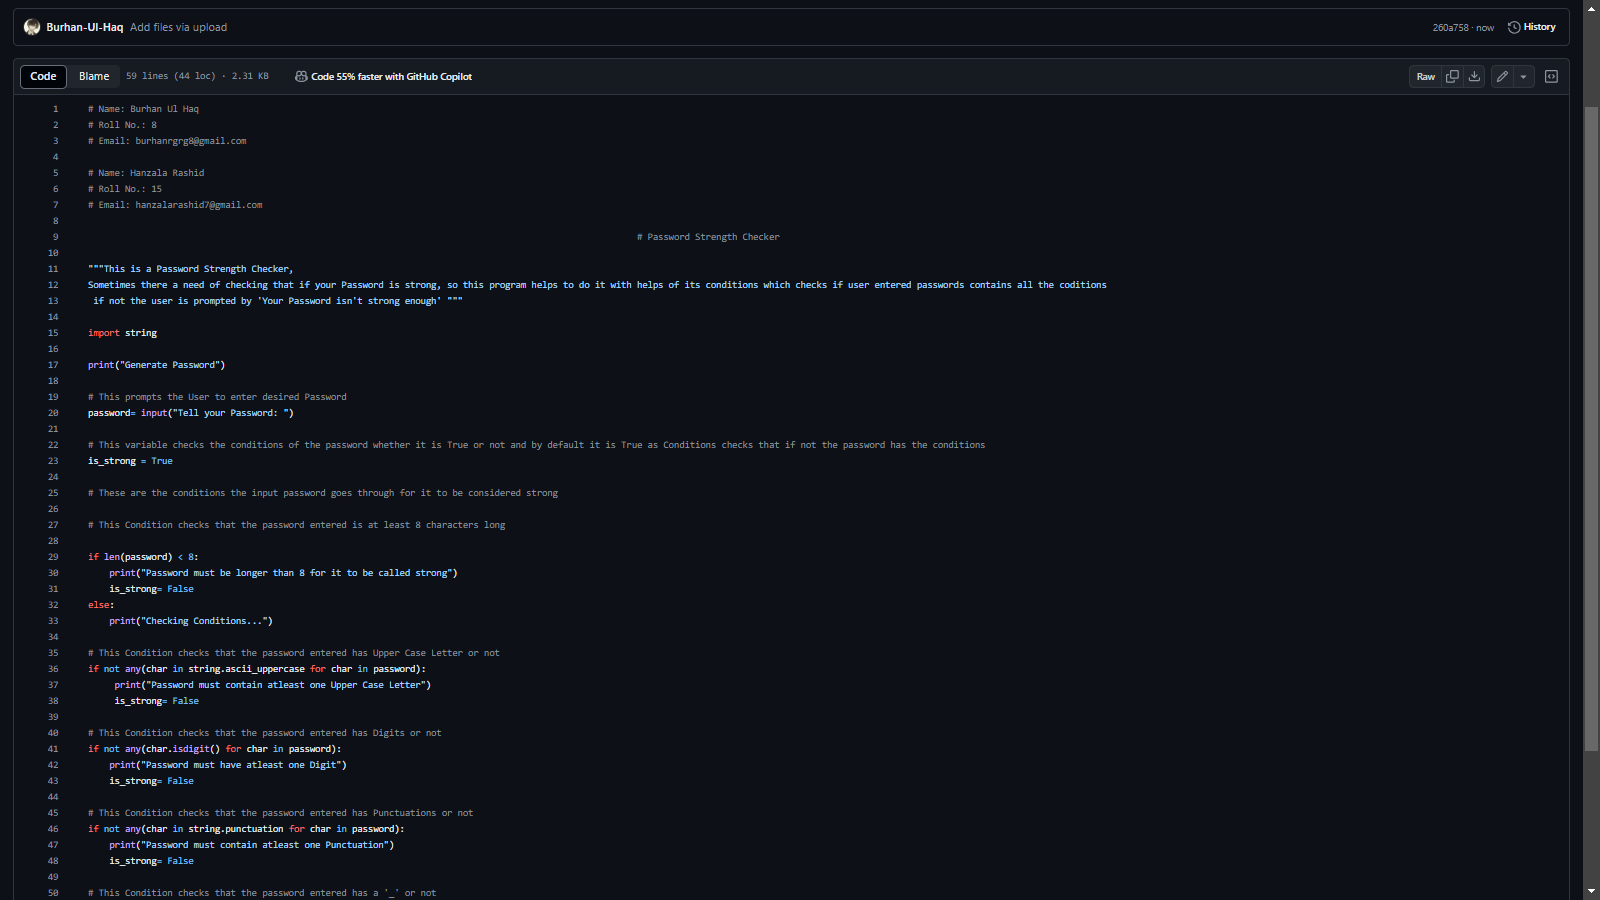 Burhan-Ul-Haq Add files via upload 260a758 · now History
Code Blame 59 lines (44 loc) · 2.31 KB Code 55% faster with GitHub Copilot Raw
1 # Name: Burhan Ul Haq
2 # Roll No.: 8
3 # Email: burhanrgrg8@gmail.com
4
5 # Name: Hanzala Rashid
6 # Roll No.: 15
7 # Email: hanzalarashid7@gmail.com
8
9 # Password Strength Checker
10
11 """This is a Password Strength Checker,
12 Sometimes there a need of checking that if your Password is strong, so this program helps to do it with helps of its conditions which checks if user entered passwords contains all the coditions
13 if not the user is prompted by 'Your Password isn't strong enough' """
14
15 import string
16
17 print("Generate Password")
18
19 # This prompts the User to enter desired Password
20 password= input("Tell your Password: ")
21
22 # This variable checks the conditions of the password whether it is True or not and by default it is True as Conditions checks that if not the password has the conditions
23 is_strong = True
24
25 # These are the conditions the input password goes through for it to be considered strong
26
27 # This Condition checks that the password entered is at least 8 characters long
28
29 if len(password) < 8:
30 print("Password must be longer than 8 for it to be called strong")
31 is_strong= False
32 else:
33 print("Checking Conditions...")
34
35 # This Condition checks that the password entered has Upper Case Letter or not
36 if not any(char in string.ascii_uppercase for char in password):
37 print("Password must contain atleast one Upper Case Letter")
38 is_strong= False
39
40 # This Condition checks that the password entered has Digits or not
41 if not any(char.isdigit() for char in password):
42 print("Password must have atleast one Digit")
43 is_strong= False
44
45 # This Condition checks that the password entered has Punctuations or not
46 if not any(char in string.punctuation for char in password):
47 print("Password must contain atleast one Punctuation")
48 is_strong= False
49
50 # This Condition checks that the password entered has a '_' or not